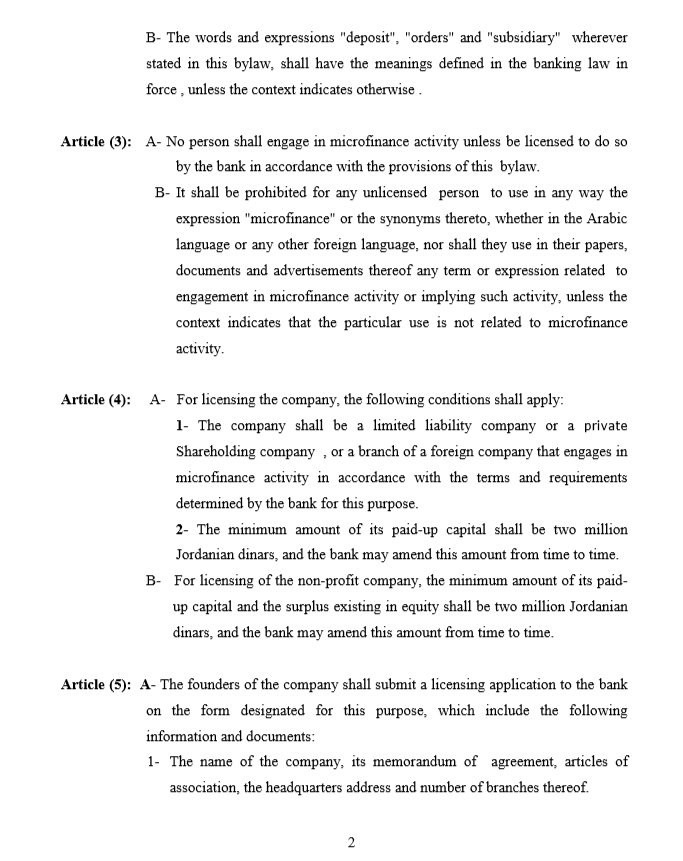 B- The words and expressions "deposit", "orders" and "subsidiary" wherever
stated in this bylaw, shall have the meanings defined in the banking law in
force , unless the context indicates otherwise .
Article (3): A- No person shall engage in microfinance activity unless be licensed to do so
by the bank in accordance with the provisions of this bylaw.
B- It shall be prohibited for any unlicensed person to use in any way the
expression "microfinance" or the synonyms thereto, whether in the Arabic
language or any other foreign language, nor shall they use in their papers,
documents and advertisements thereof any term or expression related to
engagement in microfinance activity or implying such activity, unless the
context indicates that the particular use is not related to microfinance
activity.
Article (4): A- For licensing the company, the following conditions shall apply:
1- The company shall be a limited liability company or a private
Shareholding company , or a branch of a foreign company that engages in
microfinance activity in accordance with the terms and requirements
determined by the bank for this purpose.
2- The minimum amount of its paid-up capital shall be two million
Jordanian dinars, and the bank may amend this amount from time to time.
B- For licensing of the non-profit company, the minimum amount of its paid-
up capital and the surplus existing in equity shall be two million Jordanian
dinars, and the bank may amend this amount from time to time.
Article (5): A- The founders of the company shall submit a licensing application to the bank
on the form designated for this purpose, which include the following
information and documents:
1- The name of the company, its memorandum of agreement, articles of
association, the headquarters address and number of branches thereof.
2